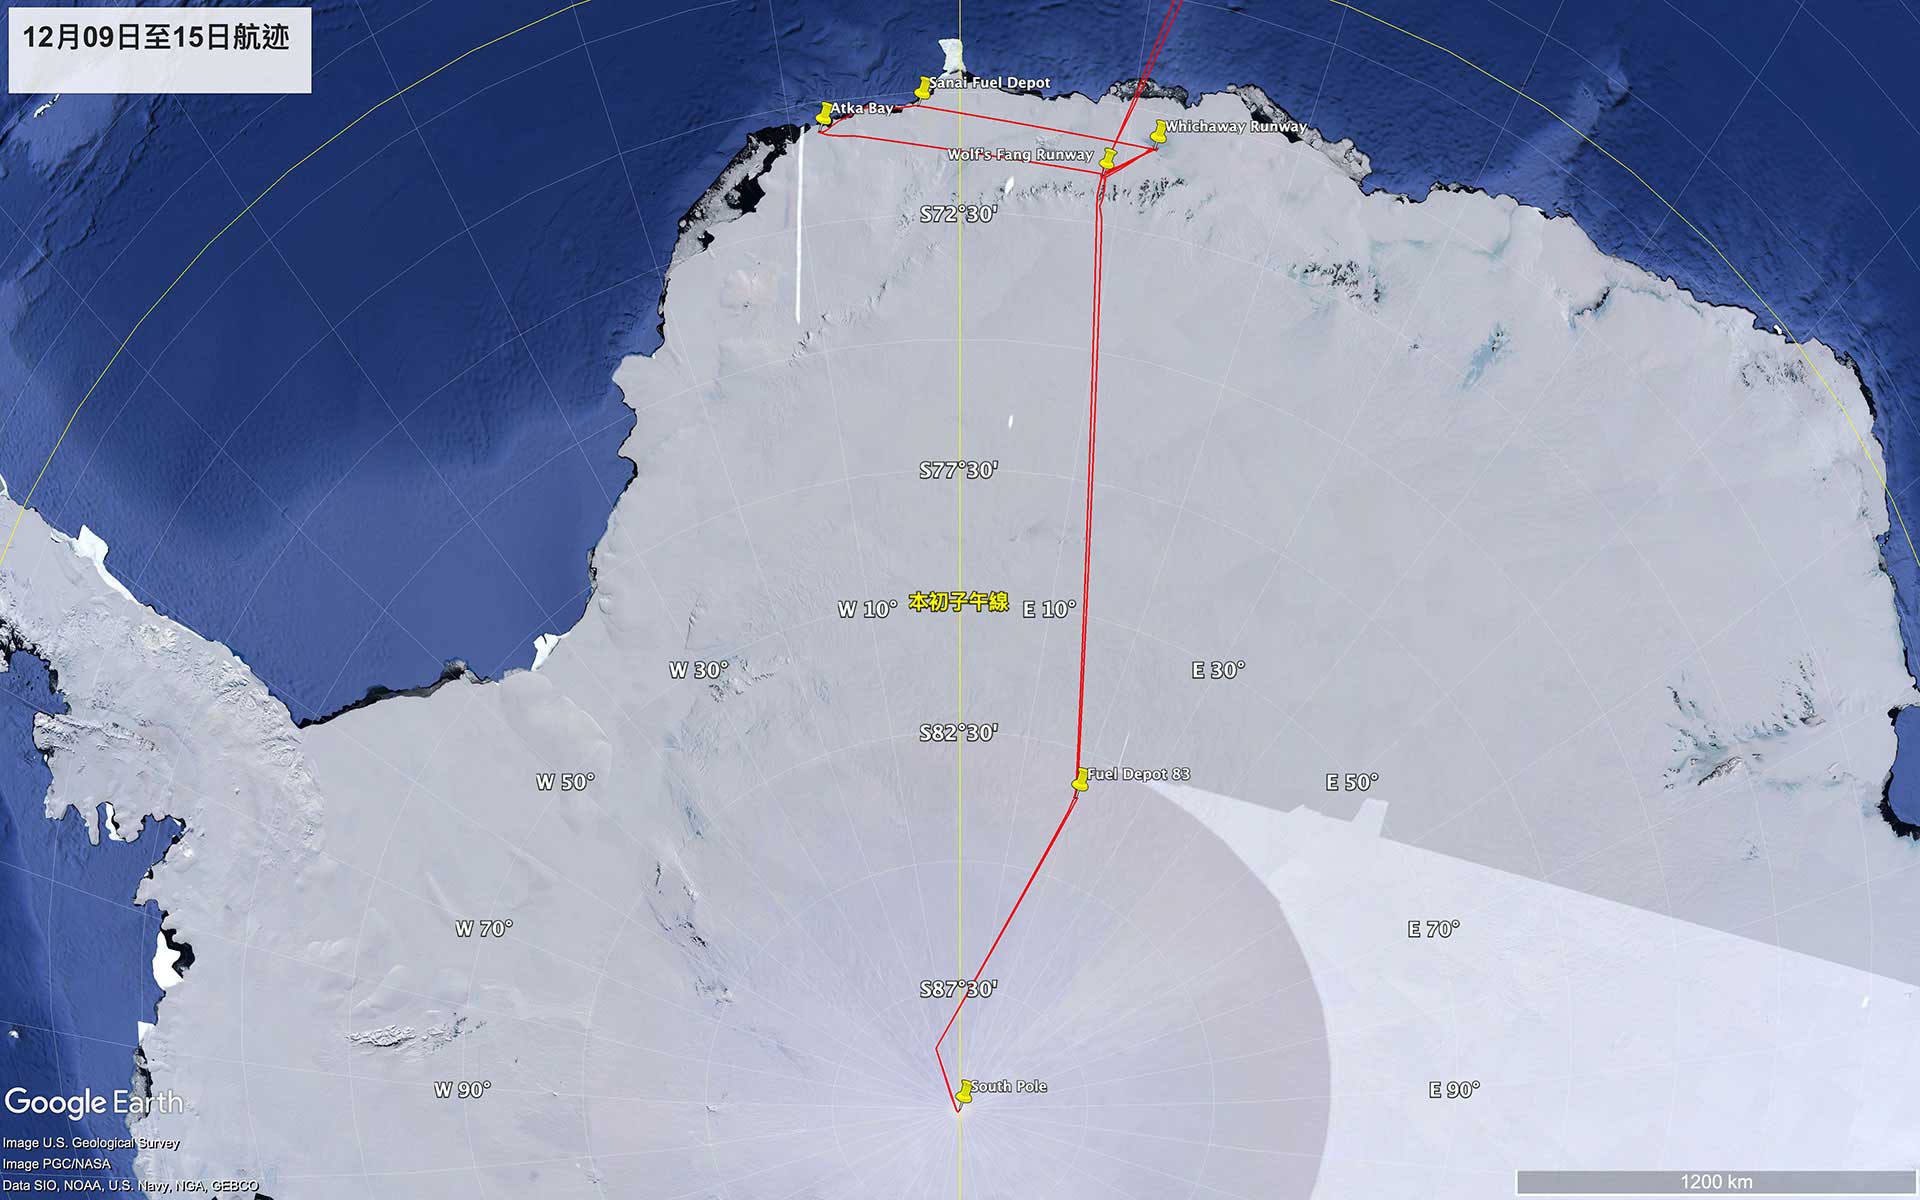 12月09日至15日航迹
Sanai Fuel Depot
Atka Bay
Whichaway Runway
Wolf's Fang Runway
S72°30'
S77°30'
W 10°
本初子午線
E 10°
W 30°
E 30°
S82°30'
Fuel Depot 83
W 50°
E 50°
W 70°
E 70°
S87°30'
South Pole
W 90°
E 90°
Google Earth
Image U.S. Geological Survey
Image PGC/NASA
Data SIO, NOAA, U.S. Navy, NGA, GEBCO
1200 km